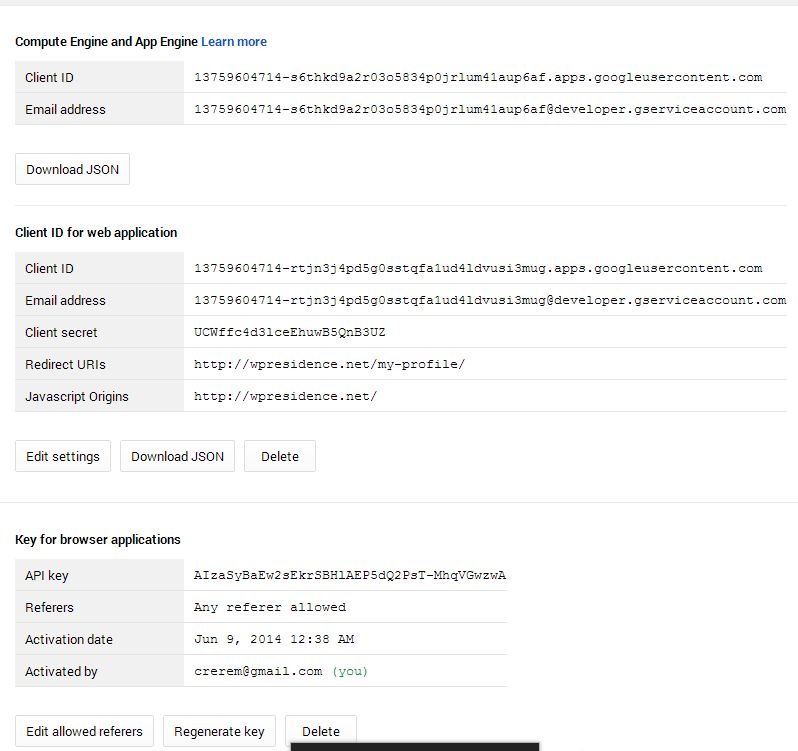 Compute Engine and App Engine Learn more
Client ID 13759604714-s6thkd9a2r03o5834p0jrlum41aup6af.apps.googleusercontent.com
Email address 13759604714-s6thkd9a2r03o5834p0jrlum41aup6af@developer.gserviceaccount.com
Download JSON
Client ID for web application
Client ID 13759604714-rtjn3j4pd5g0sstqfa1ud4ldvusi3mug.apps.googleusercontent.com
Email address 13759604714-rtjn3j4pd5g0sstqfa1ud4ldvusi3mug@developer.gserviceaccount.com
Client secret UCWffc4d3lceEhuwB5QnB3UZ
Redirect URIs http://wpresidence.net/my-profile/
Javascript Origins http://wpresidence.net/
Edit settings Download JSON Delete
Key for browser applications
API key AIzaSyBaEw2sEkrSBHlAEP5dQ2PsT-MhqVGwzwA
Referers Any referer allowed
Activation date Jun 9, 2014 12:38 AM
Activated by crerem@gmail.com (you)
Edit allowed referers Regenerate key Delete